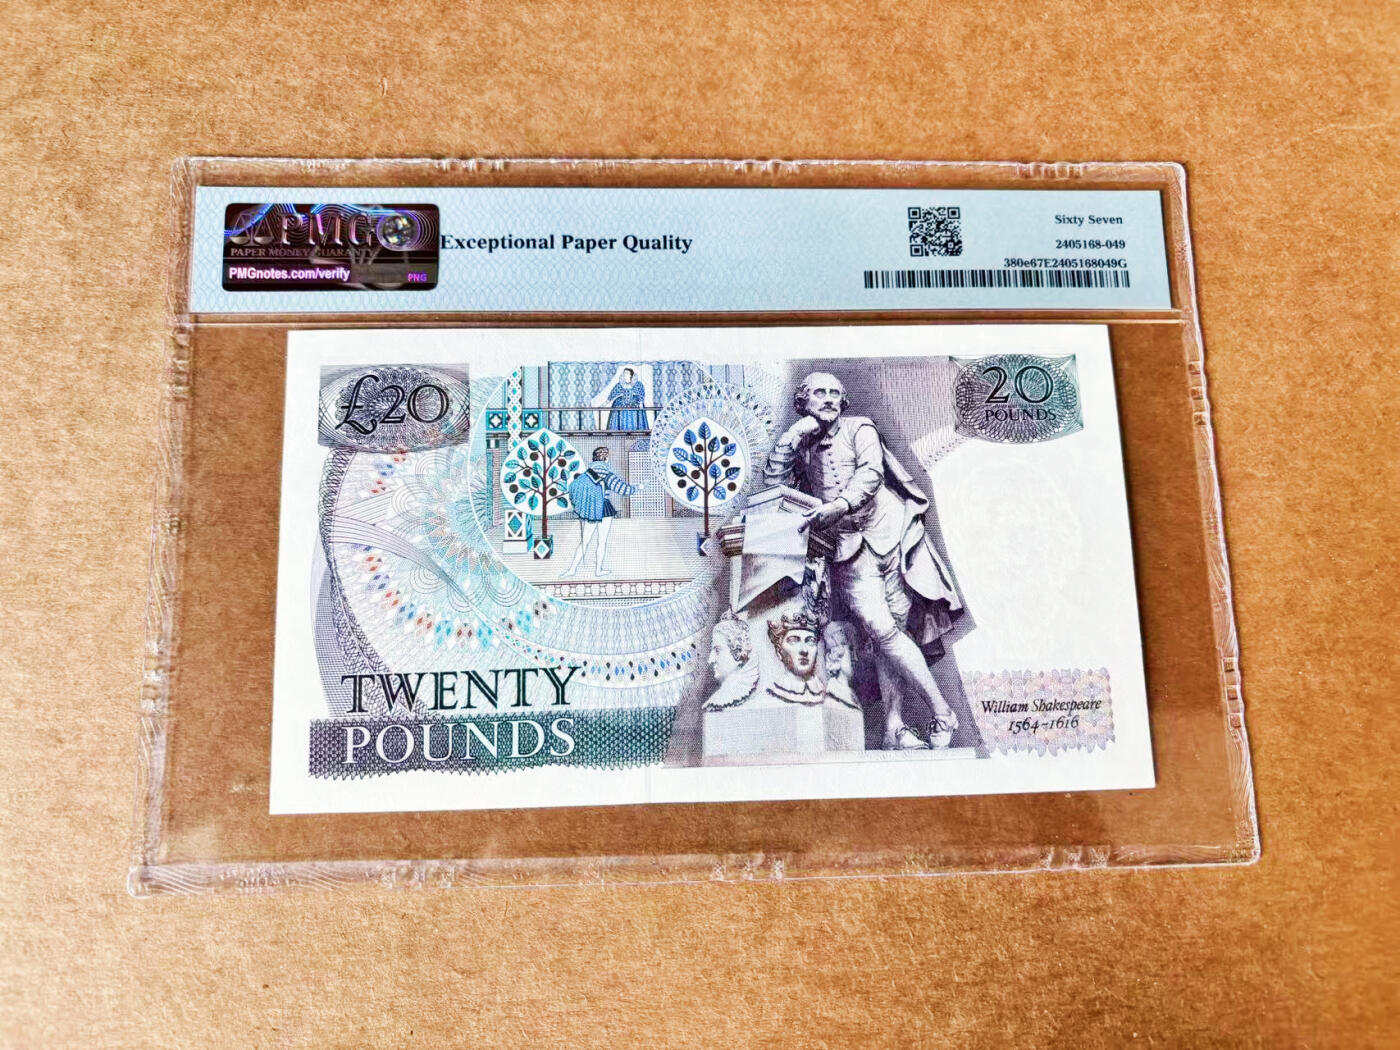 PMG
PAPER MONEY GUARANTY
PMGnotes.com/verify
PNG
Exceptional Paper Quality
Sixty Seven
2405168-049
380e67E2405168049G
£20
20
POUNDS
TWENTY
POUNDS
William Shakespeare
1564-1616